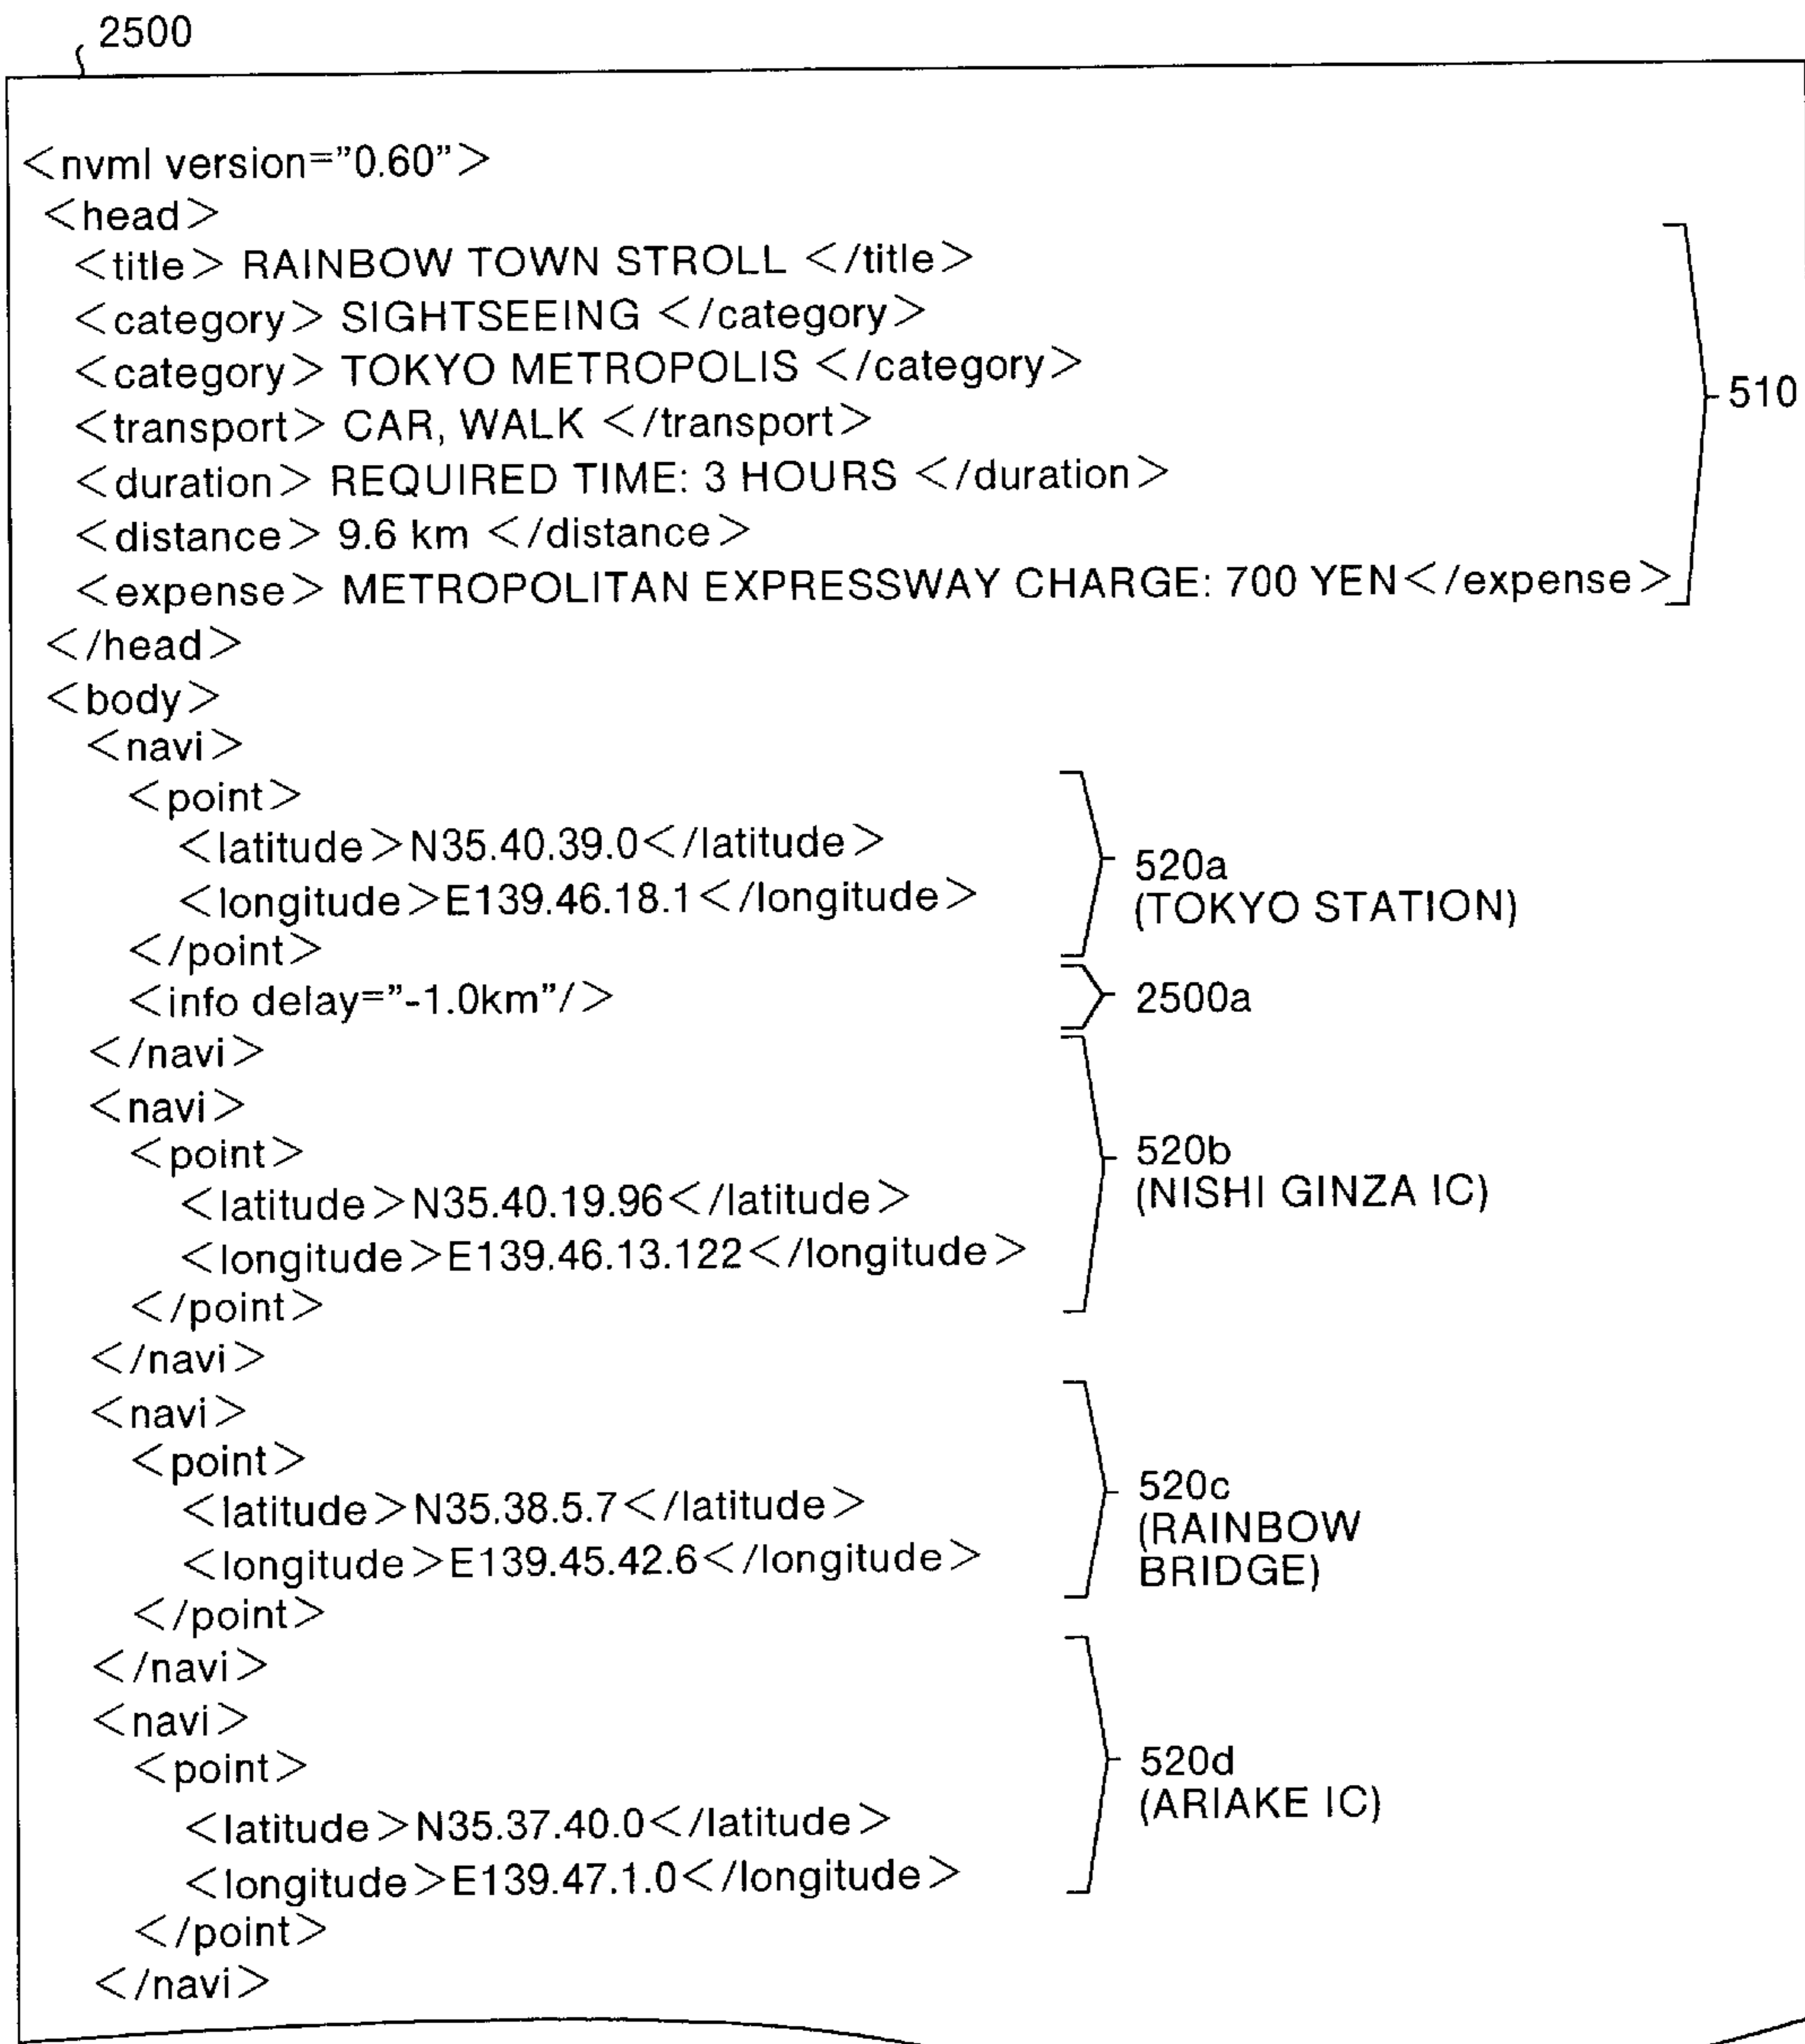 2500
<nvml version="0.60">
<head>
<title> RAINBOW TOWN STROLL </title>
<category> SIGHTSEEING </category>
<category> TOKYO METROPOLIS </category>
<transport> CAR, WALK </transport>
<duration> REQUIRED TIME: 3 HOURS </duration>
<distance> 9.6 km </distance>
<expense> METROPOLITAN EXPRESSWAY CHARGE: 700 YEN</expense>
510
</head>
<body>
<navi>
<point>
<latitude>N35.40.39.0</latitude>
<longitude>E139.46.18.1</longitude>
</point>
520a
(TOKYO STATION)
<info delay="-1.0km"/>
2500a
</navi>
<navi>
<point>
<latitude>N35.40.19.96</latitude>
<longitude>E139.46.13.122</longitude>
</point>
520b
(NISHI GINZA IC)
</navi>
<navi>
<point>
<latitude>N35.38.5.7</latitude>
<longitude>E139.45.42.6</longitude>
</point>
520c
(RAINBOW
BRIDGE)
</navi>
<navi>
<point>
<latitude>N35.37.40.0</latitude>
<longitude>E139.47.1.0</longitude>
</point>
520d
(ARIAKE IC)
</navi>